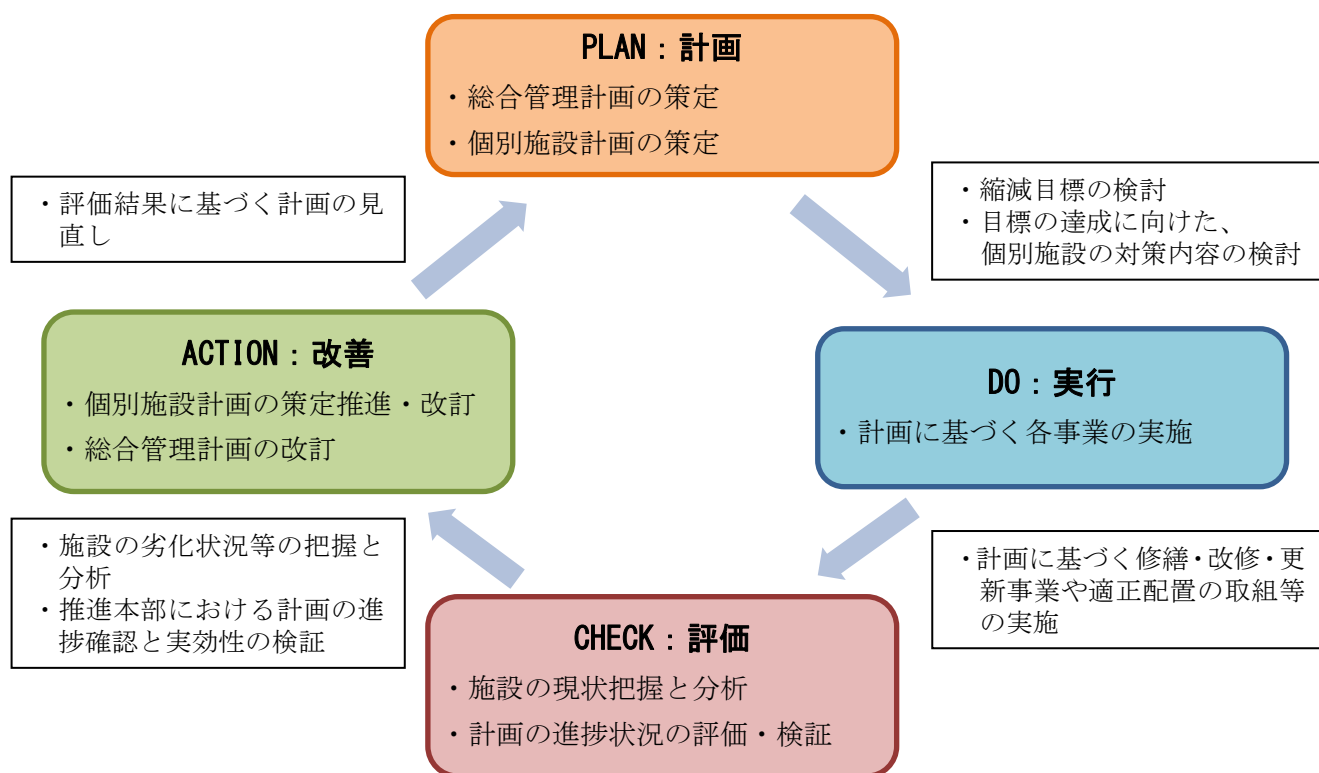 PLAN：計画
・総合管理計画の策定
・個別施設計画の策定
・評価結果に基づく計画の見
直し
・縮減目標の検討
・目標の達成に向けた、
個別施設の対策内容の検討
ACTION：改善
・個別施設計画の策定推進・改訂
・総合管理計画の改訂
DO：実行
・計画に基づく各事業の実施
・施設の劣化状況等の把握と
分析
・推進本部における計画の進
捗確認と実効性の検証
・計画に基づく修繕・改修・更
新事業や適正配置の取組等
の実施
CHECK：評価
・施設の現状把握と分析
・計画の進捗状況の評価・検証